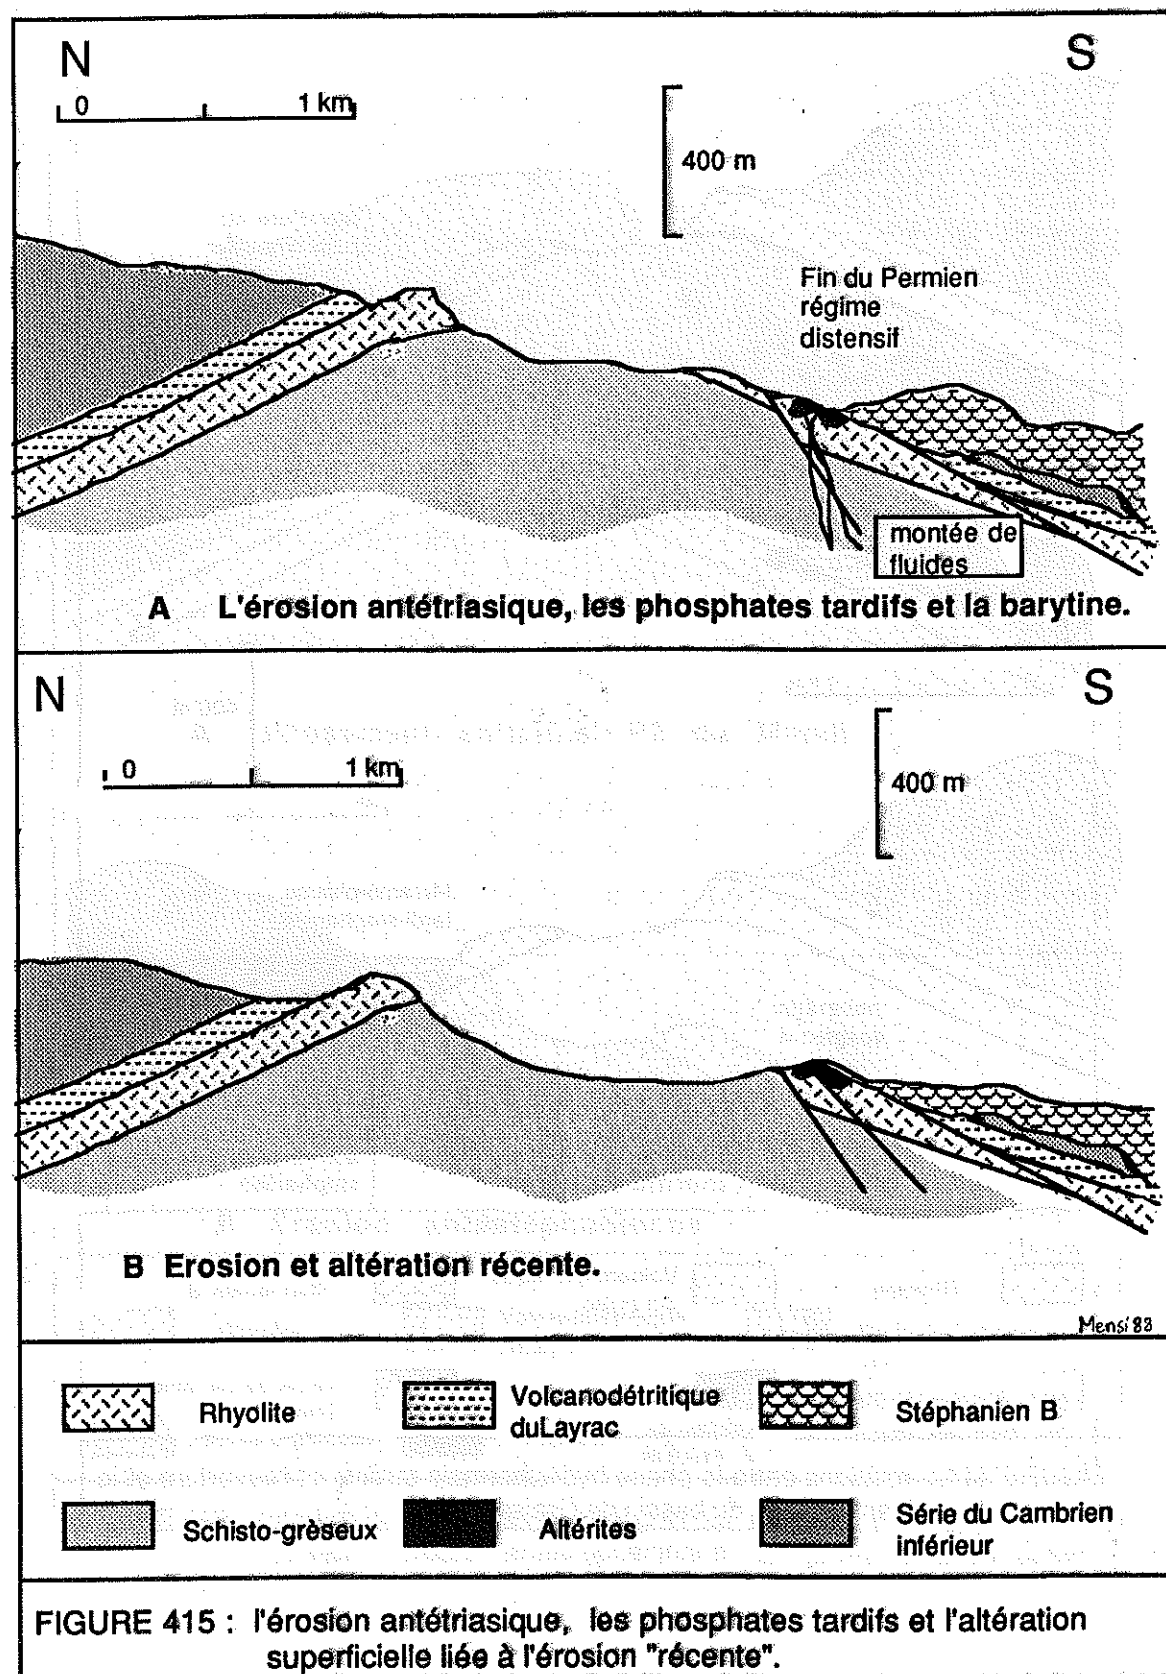 N
S
0
1 km
400 m
Fin du Permien
régime
distensif
montée de
fluides
A L'érosion antétriasique, les phosphates tardifs et la barytine.
N
S
0
1 km
400 m
B Erosion et altération récente.
Mensi 88
Rhyolite
Volcanodétritique
duLayrac
Stéphanien B
Schisto-grèseux
Altérites
Série du Cambrien
inférieur
FIGURE 415 : l'érosion antétriasique, les phosphates tardifs et l'altération
superficielle liée à l'érosion "récente".